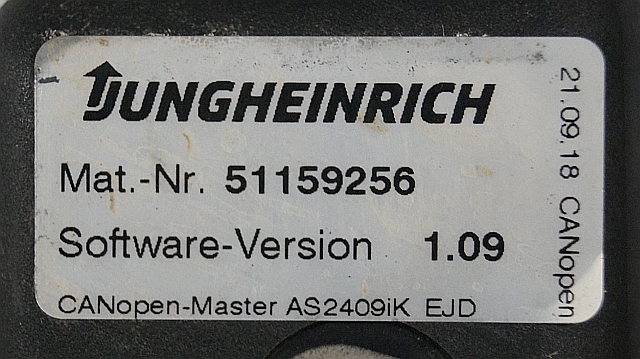 JUNGHEINRICH
Mat.-Nr. 51159256
Software-Version 1.09
CANopen-Master AS2409iK EJD
21.09.18 CANopen